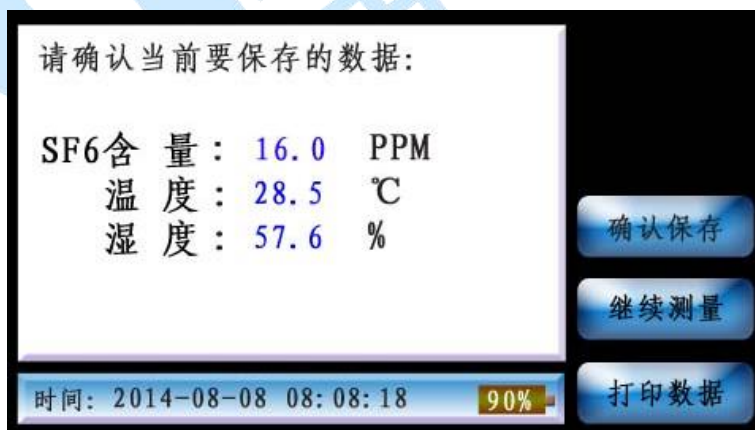 请确认当前要保存的数据:
SF6含 量: 16.0 PPM
温 度: 28.5 ℃
湿 度: 57.6 %
确认保存
继续测量
打印数据
时间: 2014-08-08 08:08:18 90%